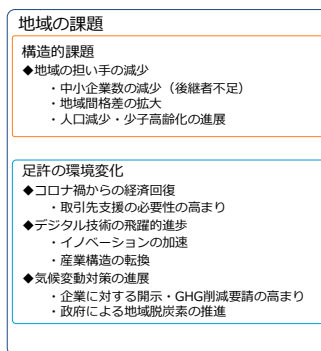 地域の課題
構造的課題
◆地域の担い手の減少
・中小企業数の減少（後継者不足）
・地域間格差の拡大
・人口減少・少子高齢化の進展
足許の環境変化
◆コロナ禍からの経済回復
・取引先支援の必要性の高まり
◆デジタル技術の飛躍的進歩
・イノベーションの加速
・産業構造の転換
◆気候変動対策の進展
・企業に対する開示・GHG削減要請の高まり
・政府による地域脱炭素の推進